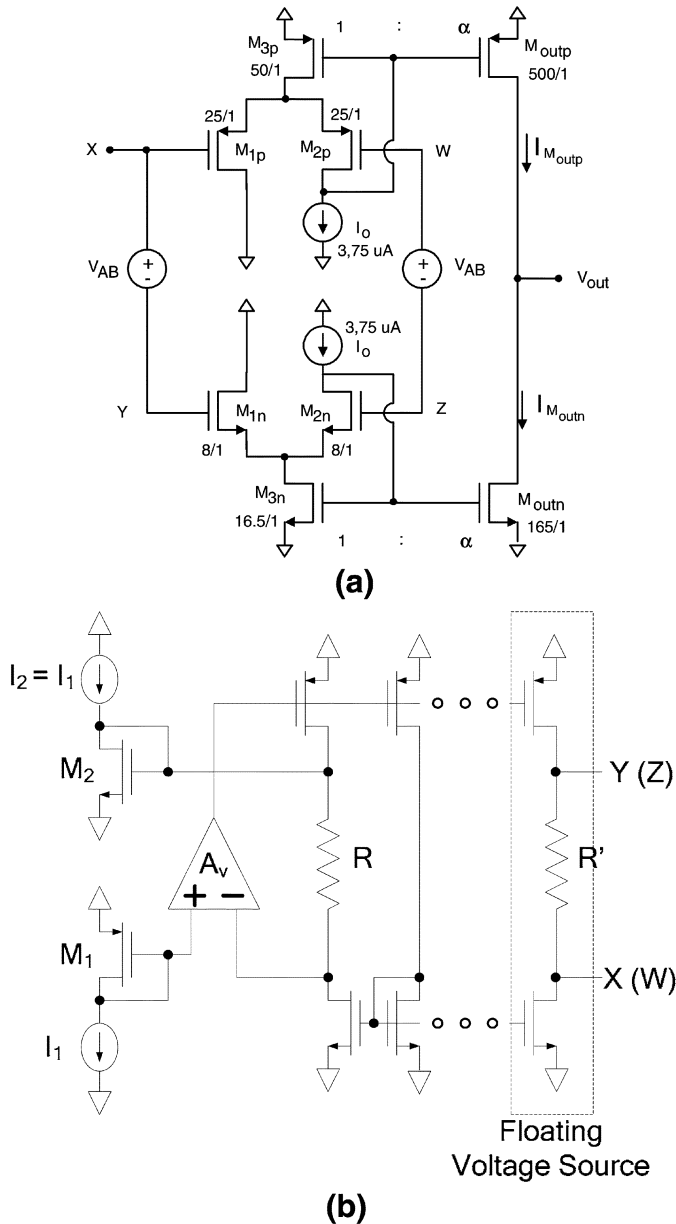 1 : α
M3p
50/1
Moutp
500/1
25/1
25/1
X
M1p
M2p
W
IMoutp
Io
3,75 uA
VAB
+
-
+
-
VAB
Vout
3,75 uA
Io
Y
M1n
M2n
Z
IMoutn
8/1
8/1
M3n
16.5/1
Moutn
165/1
1 : α
(a)
I2 = I1
M2
Y (Z)
Av
R
R'
+ −
M1
X (W)
I1
Floating
Voltage Source
(b)